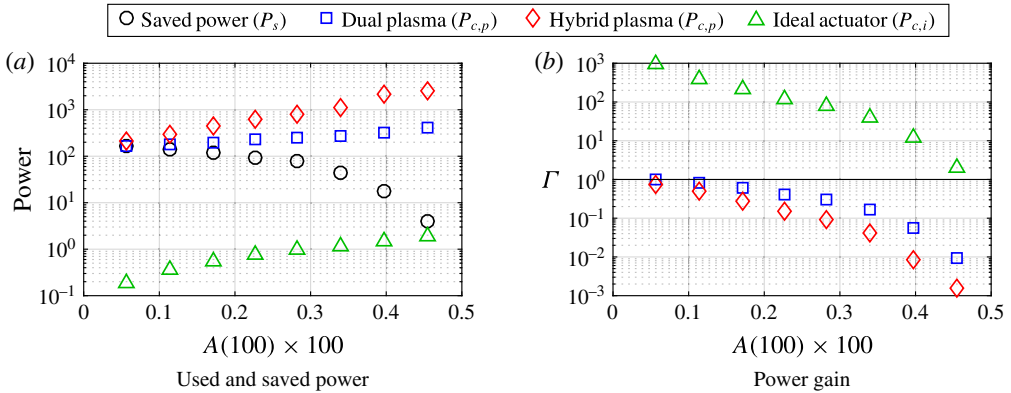 Saved power (P_s) Dual plasma (P_{c,p}) Hybrid plasma (P_{c,p}) Ideal actuator (P_{c,i})
(a)
Power
10^4
10^3
10^2
10^1
10^0
10^{-1}
0 0.1 0.2 0.3 0.4 0.5
A(100) × 100
Used and saved power
(b)
Γ
10^3
10^2
10^1
10^0
10^{-1}
10^{-2}
10^{-3}
0 0.1 0.2 0.3 0.4 0.5
A(100) × 100
Power gain